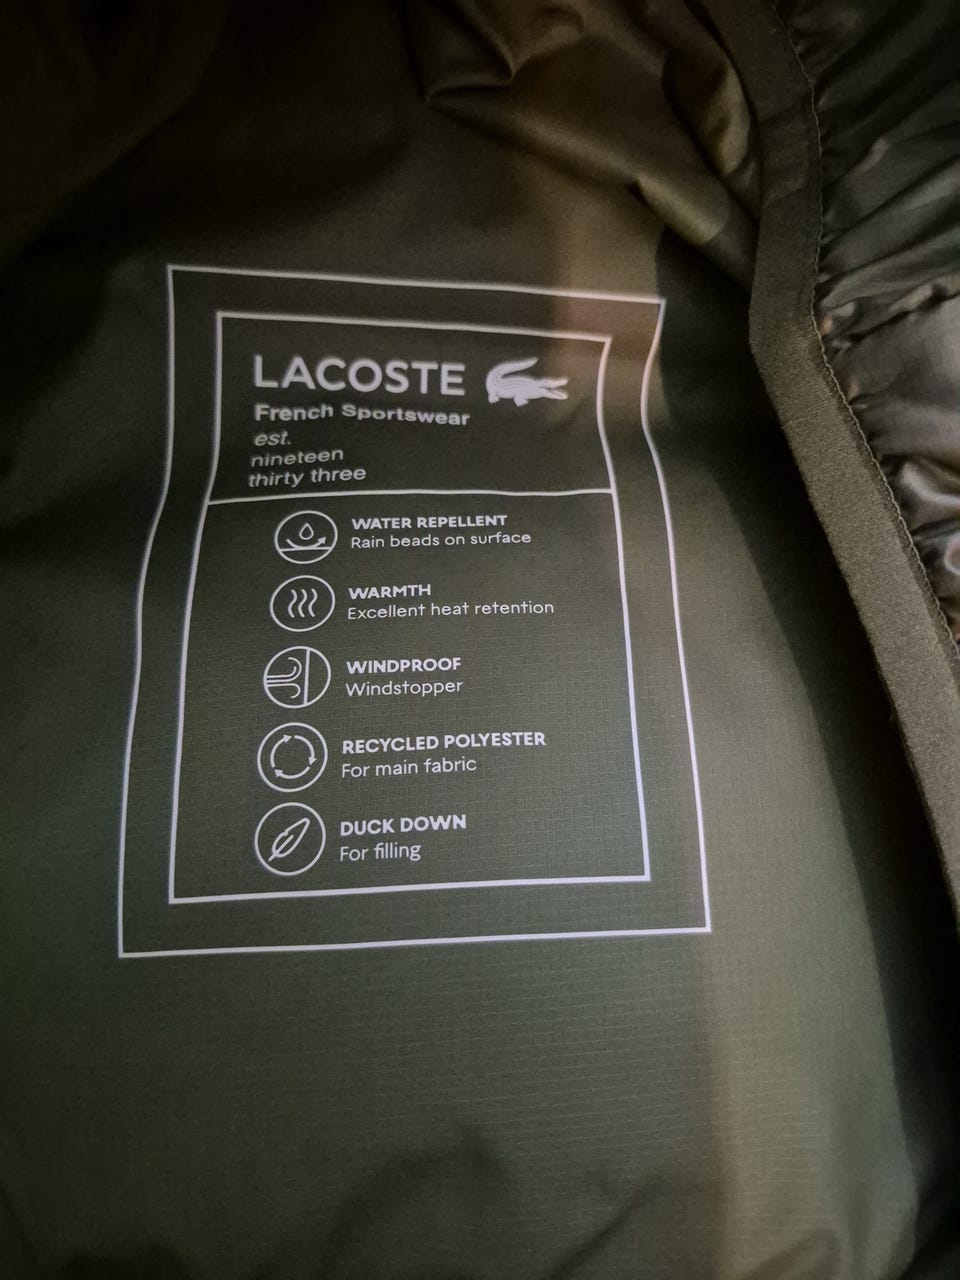 LACOSTE
French Sportswear
est.
nineteen
thirty three
WATER REPELLENT
Rain beads on surface
WARMTH
Excellent heat retention
WINDPROOF
Windstopper
RECYCLED POLYESTER
For main fabric
DUCK DOWN
For filling